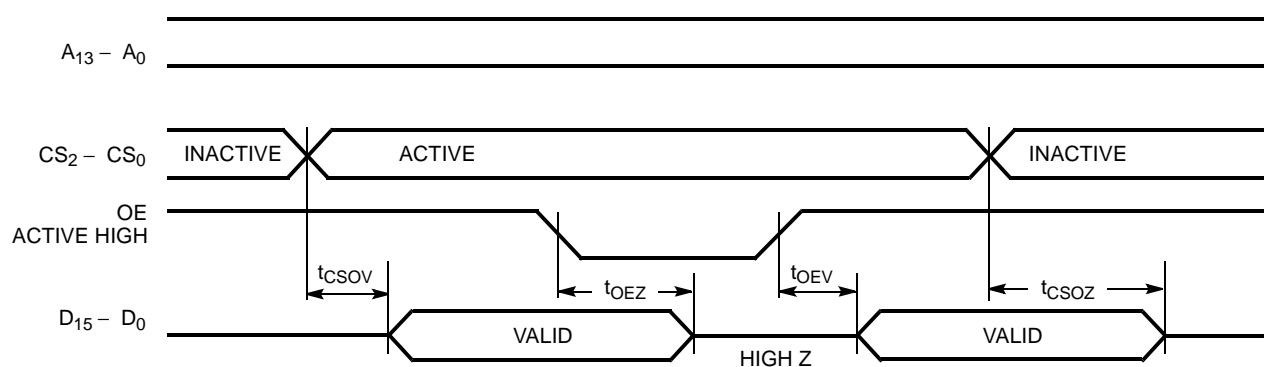 A13 – A0
CS2 – CS0
INACTIVE
ACTIVE
INACTIVE
OE
ACTIVE HIGH
tCSOV
tOEZ
tOEV
tCSOZ
D15 – D0
VALID
HIGH Z
VALID